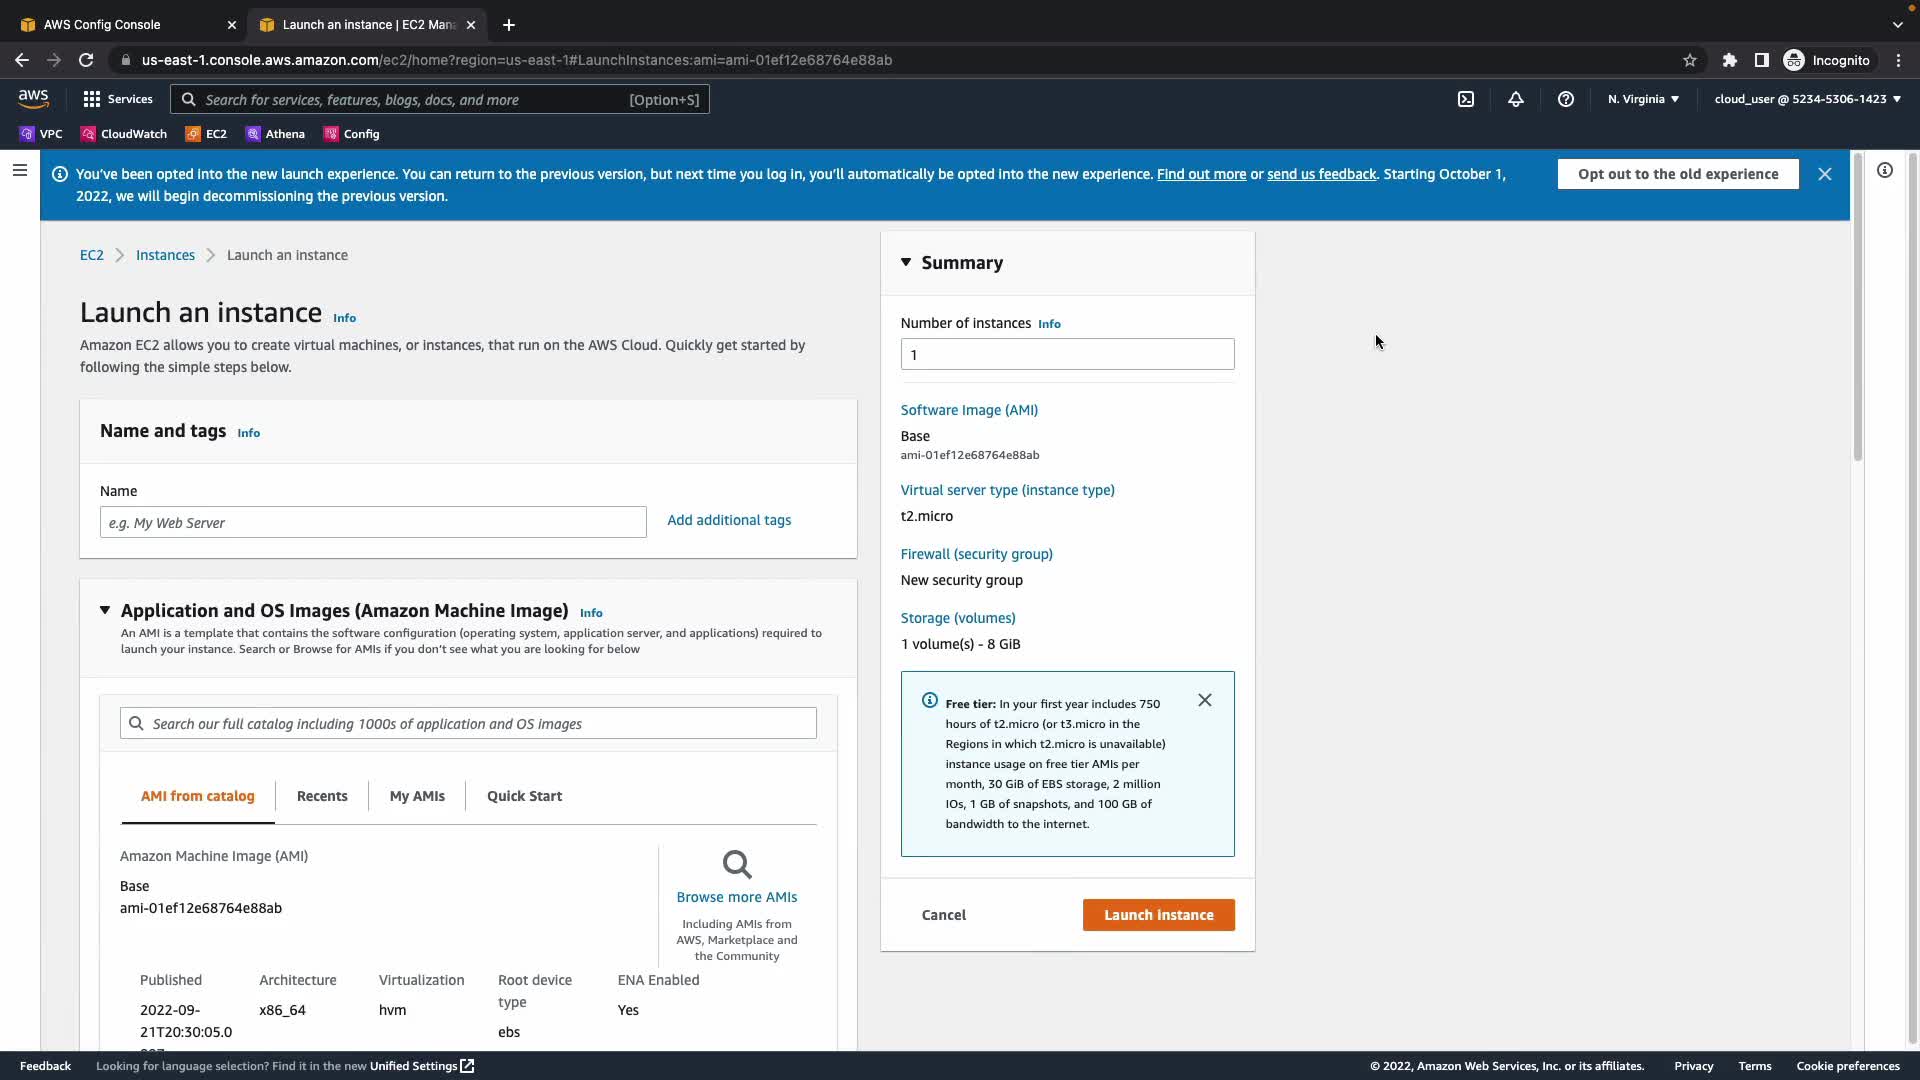 AWS Config Console
Launch an instance | EC2 Man
us-east-1.console.aws.amazon.com/ec2/home?region=us-east-1#LaunchInstances:ami=ami-01ef12e68764e88ab
Incognito
aws
Services
Search for services, features, blogs, docs, and more
[Option+S]
N. Virginia
cloud_user @ 5234-5306-1423
VPC
CloudWatch
EC2
Athena
Config
You've been opted into the new launch experience. You can return to the previous version, but next time you log in, you'll automatically be opted into the new experience. Find out more or send us feedback. Starting October 1,
2022, we will begin decommissioning the previous version.
Opt out to the old experience
EC2
Instances
Launch an instance
Launch an instance Info
Amazon EC2 allows you to create virtual machines, or instances, that run on the AWS Cloud. Quickly get started by
following the simple steps below.
Name and tags Info
Name
e.g. My Web Server
Add additional tags
Application and OS Images (Amazon Machine Image) Info
An AMI is a template that contains the software configuration (operating system, application server, and applications) required to
launch your instance. Search or Browse for AMIs if you don't see what you are looking for below
Search our full catalog including 1000s of application and OS images
AMI from catalog
Recents
My AMIs
Quick Start
Amazon Machine Image (AMI)
Base
ami-01ef12e68764e88ab
Browse more AMIs
Including AMIs from
AWS, Marketplace and
the Community
Published
2022-09-
21T20:30:05.0
Architecture
x86_64
Virtualization
hvm
Root device
type
ebs
ENA Enabled
Yes
Summary
Number of instances Info
1
Software Image (AMI)
Base
ami-01ef12e68764e88ab
Virtual server type (instance type)
t2.micro
Firewall (security group)
New security group
Storage (volumes)
1 volume(s) - 8 GiB
Free tier: In your first year includes 750
hours of t2.micro (or t3.micro in the
Regions in which t2.micro is unavailable)
instance usage on free tier AMIs per
month, 30 GiB of EBS storage, 2 million
IOs, 1 GB of snapshots, and 100 GB of
bandwidth to the internet.
Cancel
Launch instance
Feedback
Looking for language selection? Find it in the new Unified Settings
© 2022, Amazon Web Services, Inc. or its affiliates.
Privacy
Terms
Cookie preferences